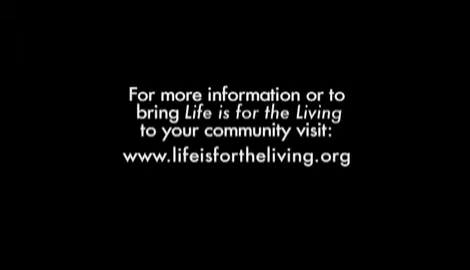 For more information or to
bring Life is for the Living
to your community visit:
www.lifeisfortheliving.org